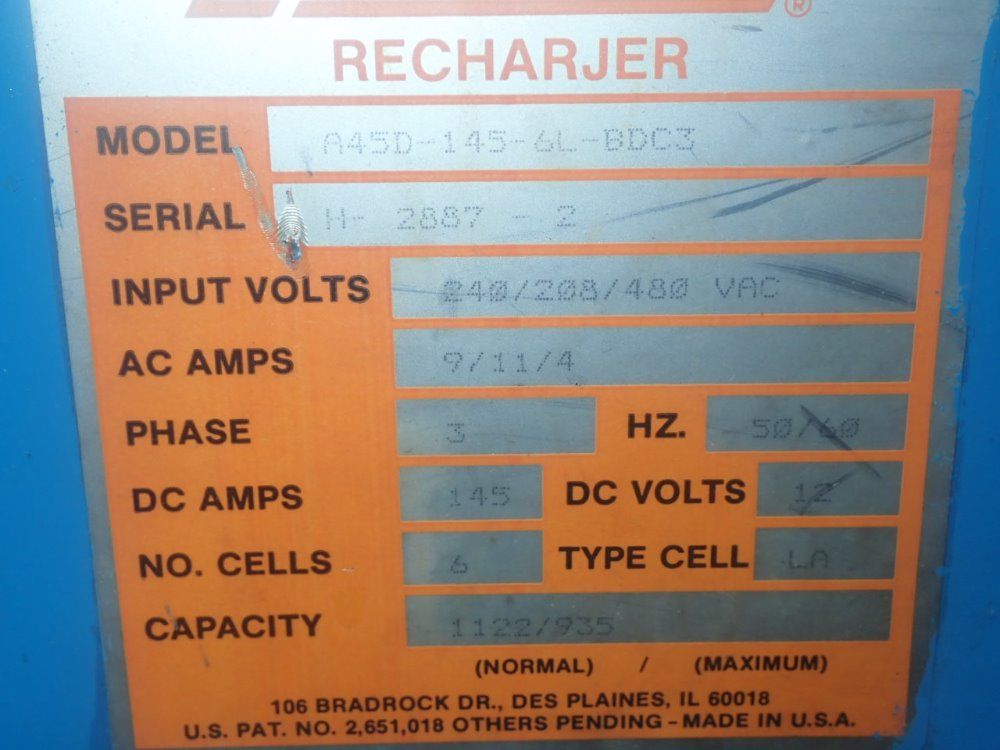 ®
RECHARJER
MODEL A45D-145-6L-BDC3
SERIAL H- 2887 - 2
INPUT VOLTS 240/208/480 VAC
AC AMPS 9/11/4
PHASE 3 HZ. 50/60
DC AMPS 145 DC VOLTS 12
NO. CELLS 6 TYPE CELL LA
CAPACITY 1122/935
(NORMAL) / (MAXIMUM)
106 BRADROCK DR., DES PLAINES, IL 60018
U.S. PAT. NO. 2,651,018 OTHERS PENDING - MADE IN U.S.A.